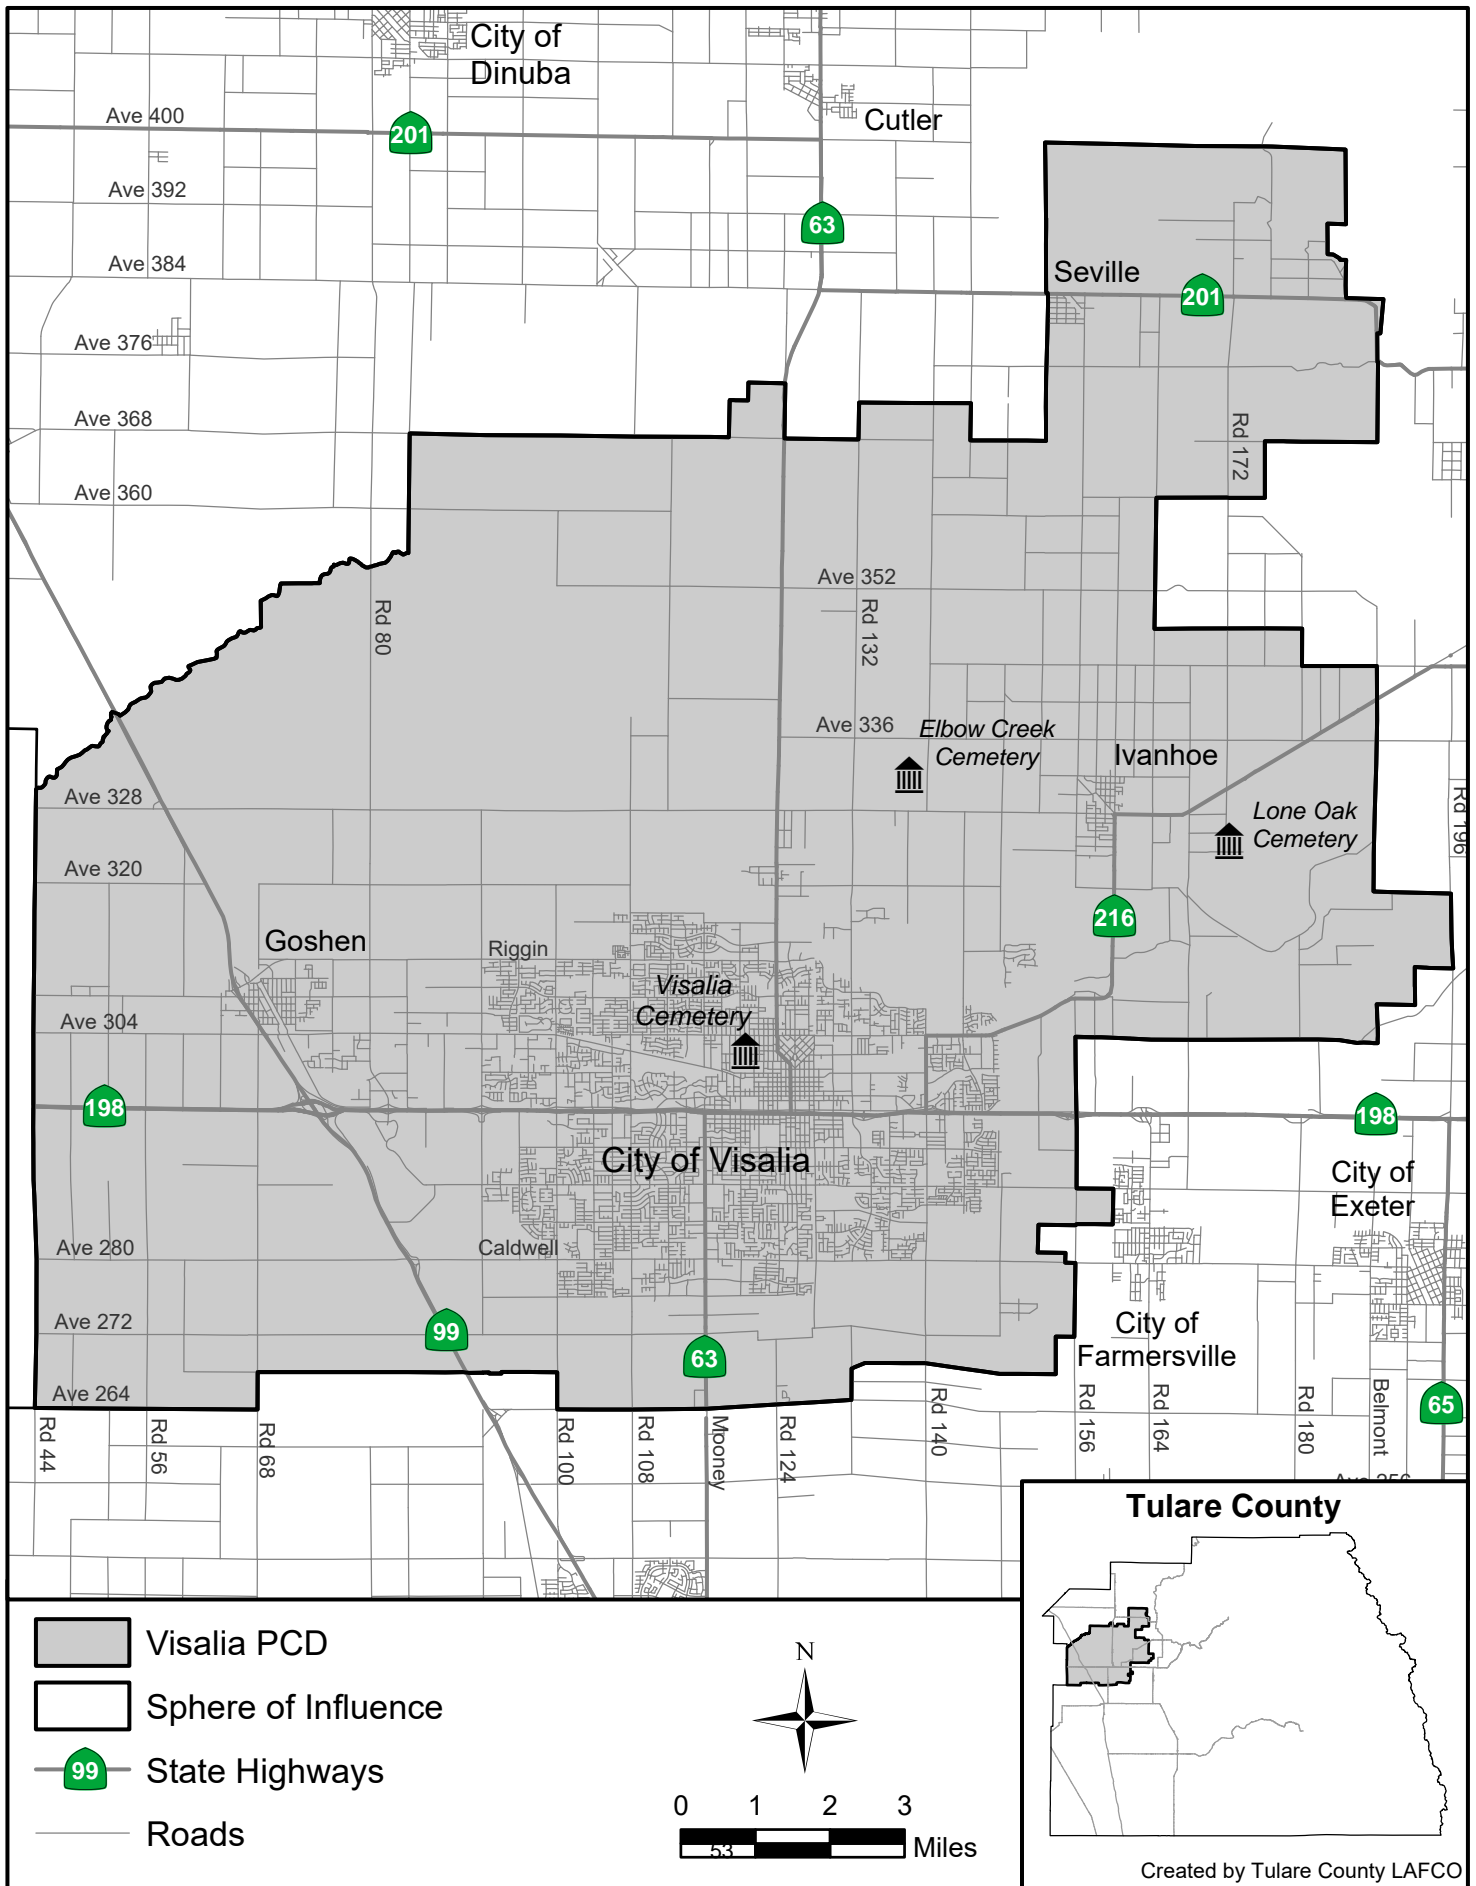 City of
Dinuba
Cutler
Ave 400
201
Ave 392
63
Ave 384
Seville
201
Ave 376
Ave 368
Rd 172
Ave 360
Ave 352
Rd 80
Rd 132
Ave 336
Elbow Creek
Cemetery
Ivanhoe
Ave 328
Lone Oak
Cemetery
Rd 196
Ave 320
216
Goshen
Riggin
Visalia
Cemetery
Ave 304
198
198
City of Visalia
City of
Exeter
Ave 280
Caldwell
Ave 272
99
63
City of
Farmersville
Ave 264
65
Rd 44
Rd 56
Rd 68
Rd 100
Rd 108
Mooney
Rd 124
Rd 140
Rd 156
Rd 164
Rd 180
Belmont
Tulare County
Visalia PCD
Sphere of Influence
99
State Highways
Roads
N
0 1 2 3
53
Miles
Created by Tulare County LAFCO